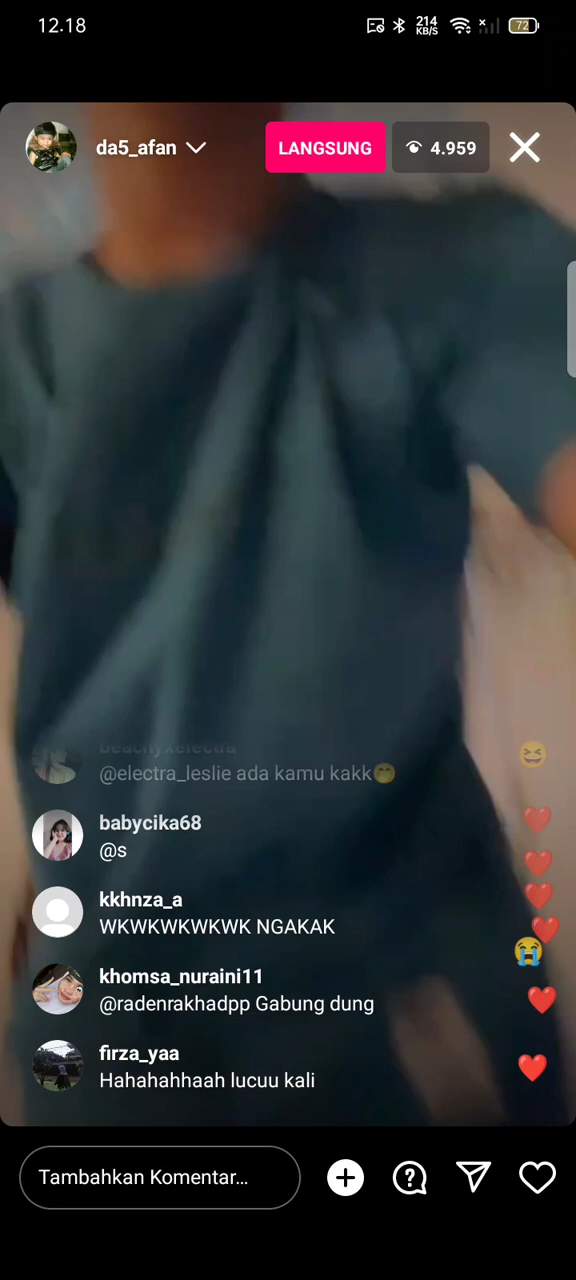 12.18
214
KB/S
72
da5_afan
LANGSUNG
4.959
beachyxelectra
@electra_leslie ada kamu kakk🤭
babycika68
@s
kkhnza_a
WKWKWKWKWK NGAKAK
khomsa_nuraini11
@radenrakhadpp Gabung dung
firza_yaa
Hahahahhaah lucuu kali
Tambahkan Komentar...